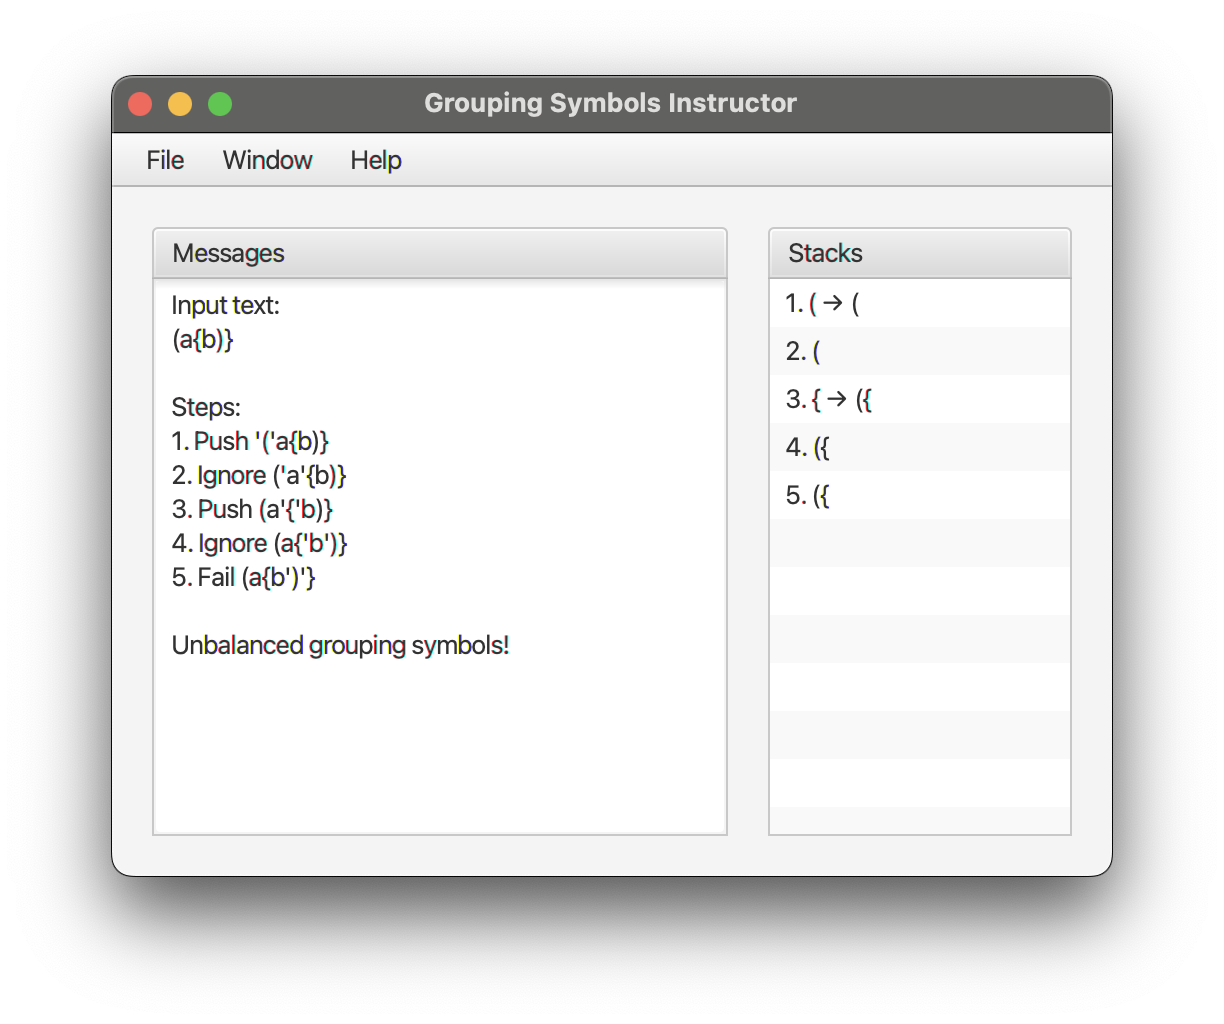 Grouping Symbols Instructor
File Window Help
Messages
Input text:
(a{b)}
Steps:
1. Push '('a{b)}
2. Ignore ('a'{b)}
3. Push (a'{'b)}
4. Ignore (a{'b')}
5. Fail (a{b')'}
Unbalanced grouping symbols!
Stacks
1. ( → (
2. (
3. { → ({
4. ({
5. ({